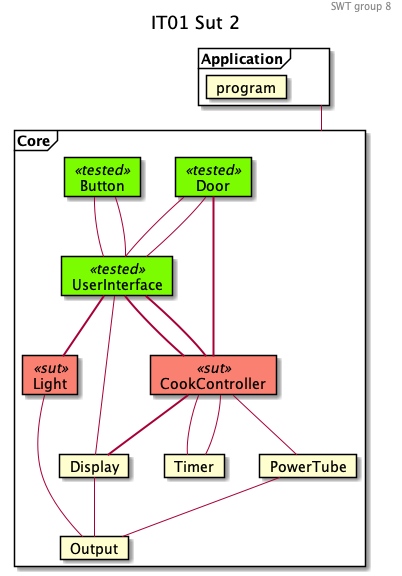 SWT group 8
IT01 Sut 2
Application
program
Core
«tested»
Button
«tested»
Door
«tested»
UserInterface
«sut»
Light
«sut»
CookController
Display
Timer
PowerTube
Output